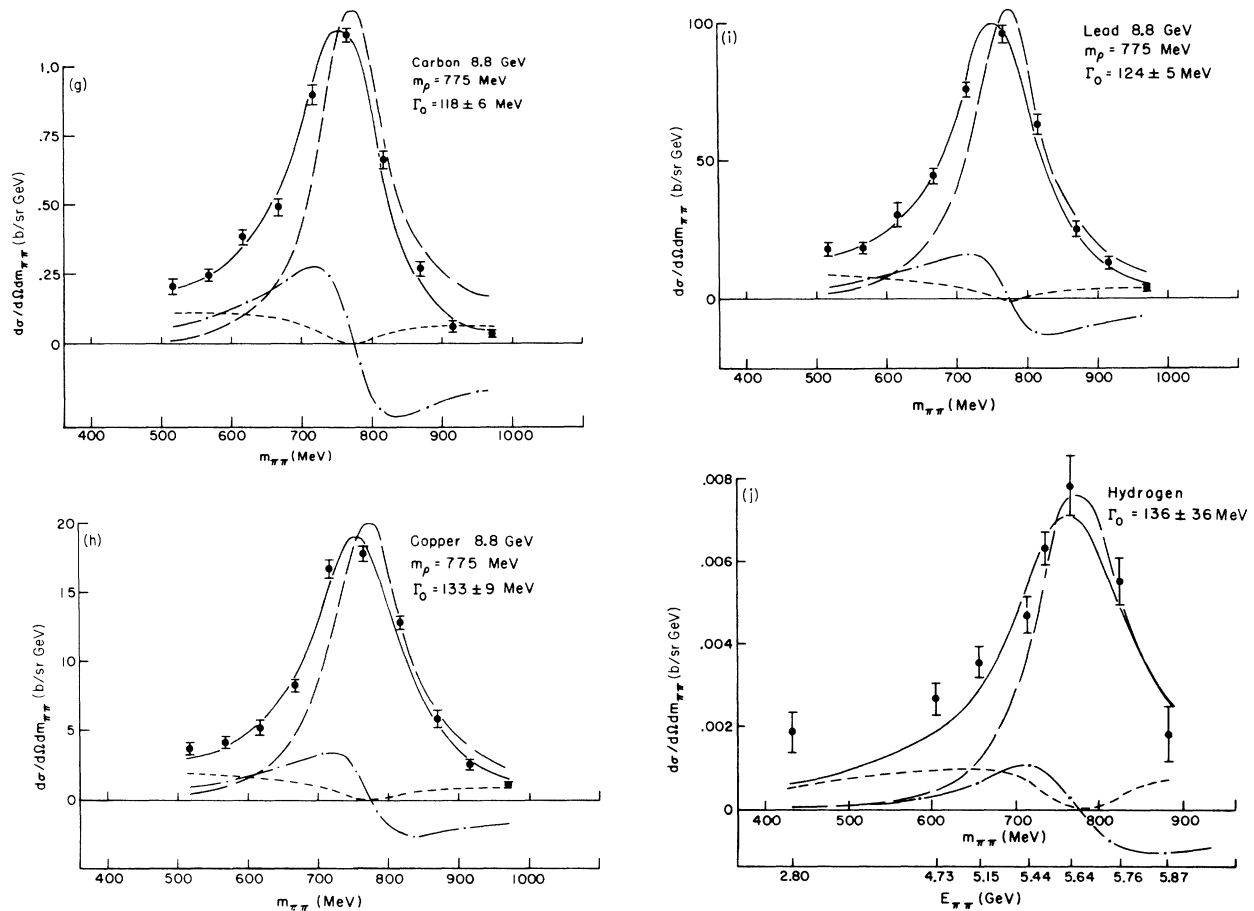 (g)
Carbon 8.8 GeV
mρ = 775 MeV
Γ0 = 118 ± 6 MeV
1.0
.75
.50
.25
0
dσ/dΩdmππ (b/sr GeV)
400 500 600 700 800 900 1000
mππ (MeV)
(i)
Lead 8.8 GeV
mρ = 775 MeV
Γ0 = 124 ± 5 MeV
100
50
0
dσ/dΩdmππ (b/sr GeV)
400 500 600 700 800 900 1000
mππ (MeV)
(h)
Copper 8.8 GeV
mρ = 775 MeV
Γ0 = 133 ± 9 MeV
20
15
10
5
0
dσ/dΩdmππ (b/sr GeV)
400 500 600 700 800 900 1000
mππ (MeV)
(j)
Hydrogen
Γ0 = 136 ± 36 MeV
.008
.006
.004
.002
0
dσ/dΩdmππ (b/sr GeV)
400 500 600 700 800 900
mππ (MeV)
2.80 4.73 5.15 5.44 5.64 5.76 5.87
Eππ (GeV)